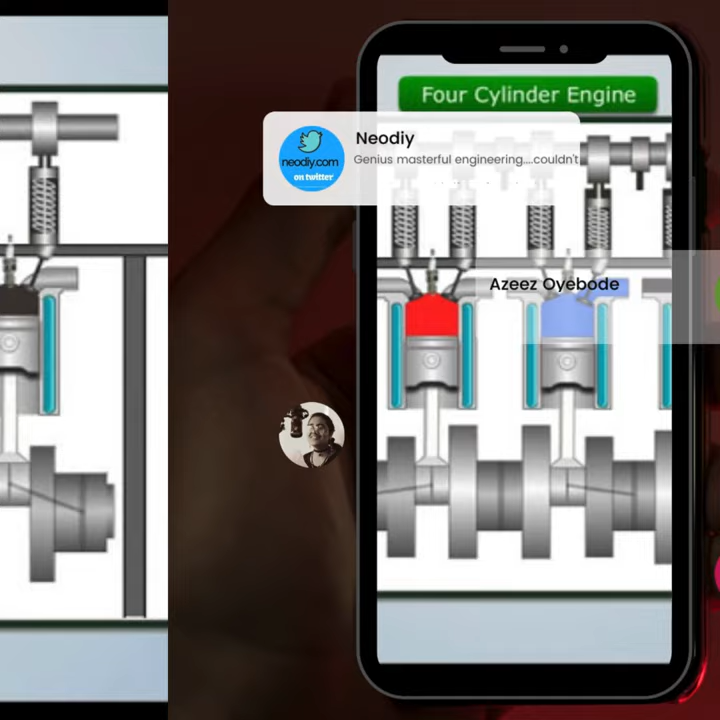 Four Cylinder Engine
Neodiy
Genius masterful engineering....couldn't
neodiy.com
on twitter
Azeez Oyebode